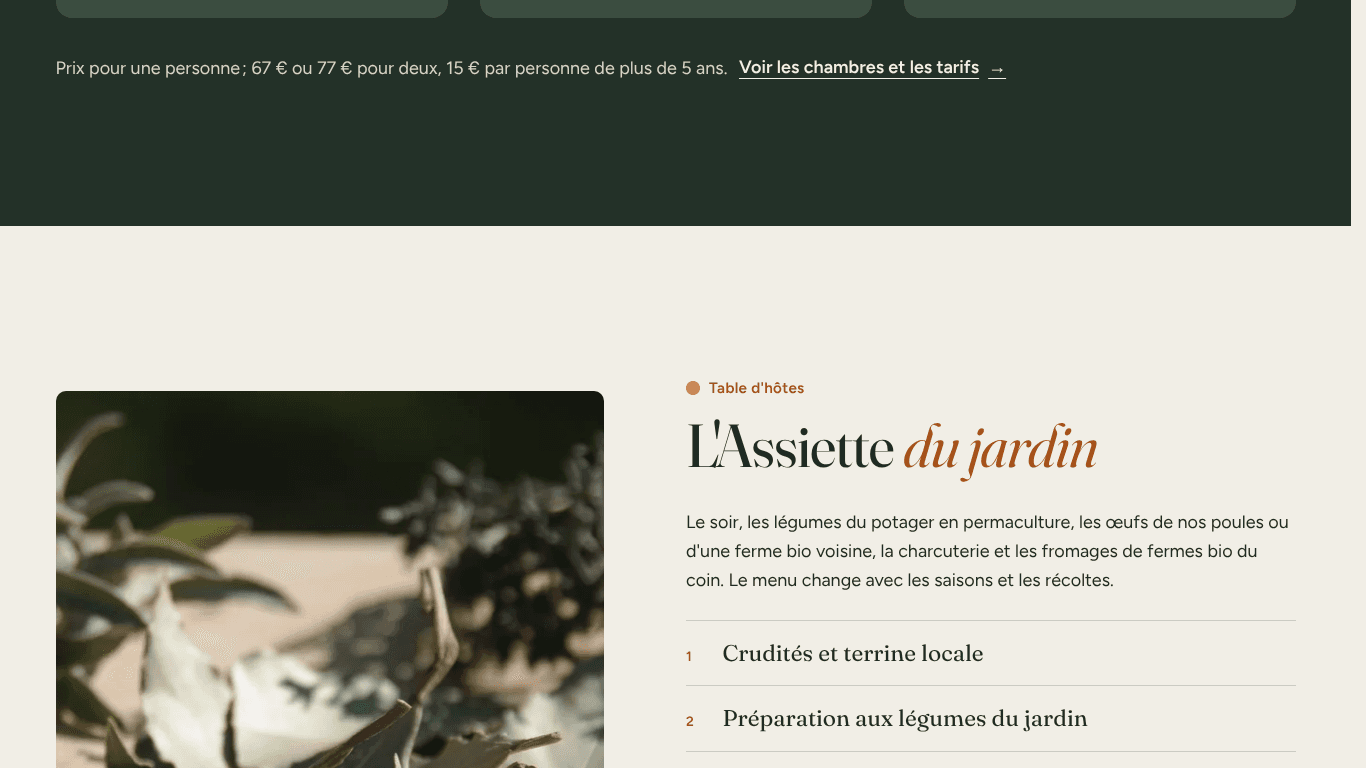 Prix pour une personne ; 67 € ou 77 € pour deux, 15 € par personne de plus de 5 ans. Voir les chambres et les tarifs →
Table d'hôtes
L'Assiette du jardin
Le soir, les légumes du potager en permaculture, les œufs de nos poules ou
d'une ferme bio voisine, la charcuterie et les fromages de fermes bio du
coin. Le menu change avec les saisons et les récoltes.
1 Crudités et terrine locale
2 Préparation aux légumes du jardin